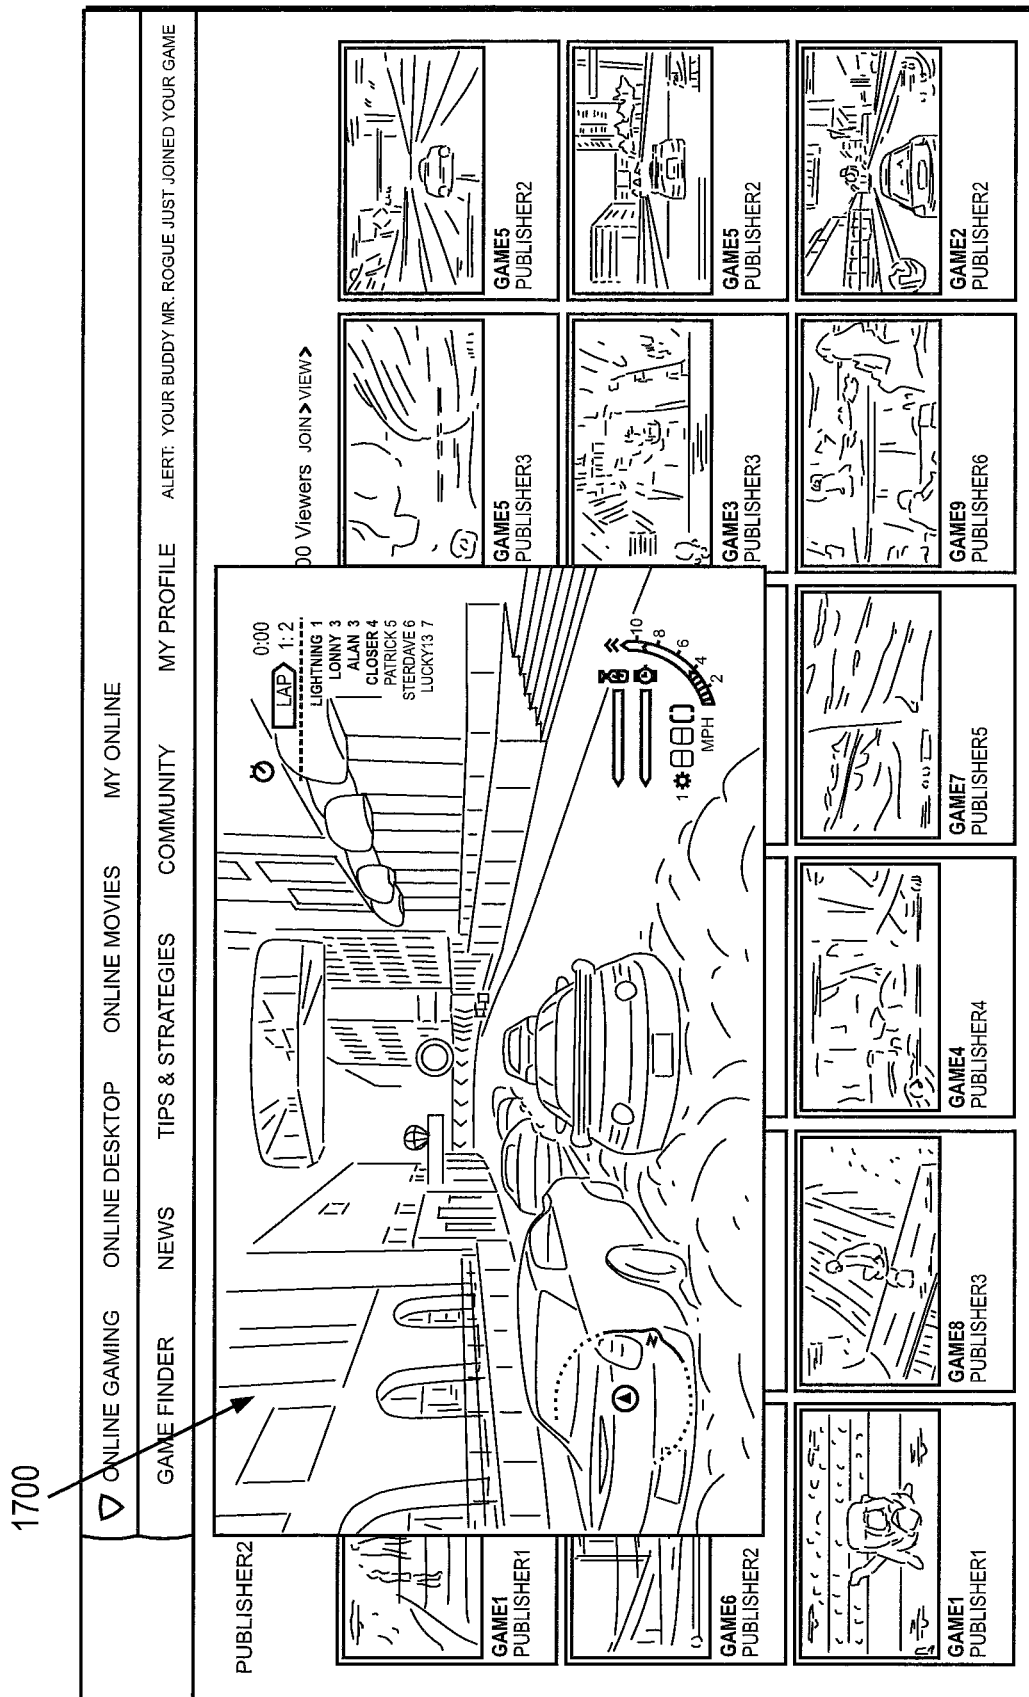 1700
ONLINE GAMING ONLINE DESKTOP ONLINE MOVIES MY ONLINE
GAME FINDER NEWS TIPS & STRATEGIES COMMUNITY MY PROFILE ALERT: YOUR BUDDY MR. ROGUE JUST JOINED YOUR GAME
PUBLISHER2
00 Viewers JOIN>VIEW>
0:00
LAP 1: 2
LIGHTNING 1
LONNY 3
ALAN 3
CLOSER 4
PATRICK 5
STERDAVE 6
LUCKY13 7
N
1
MPH
2
4
6
8
10
GAME1
PUBLISHER1
GAME5
PUBLISHER3
GAME5
PUBLISHER2
GAME6
PUBLISHER2
GAME3
PUBLISHER3
GAME5
PUBLISHER2
GAME1
PUBLISHER1
GAME8
PUBLISHER3
GAME4
PUBLISHER4
GAME7
PUBLISHER5
GAME9
PUBLISHER6
GAME2
PUBLISHER2